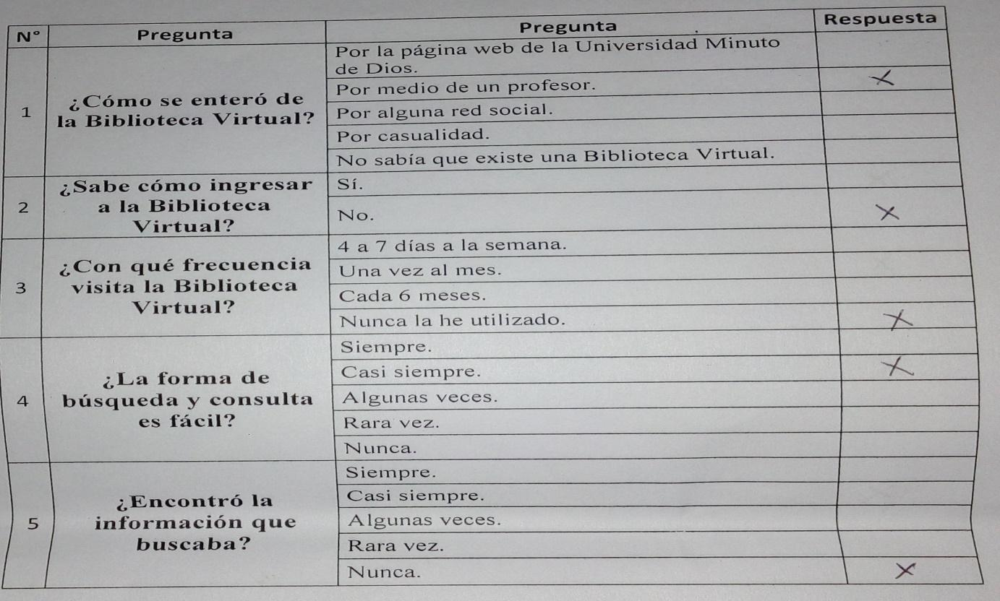 N° Pregunta Pregunta Respuesta
1
¿Cómo se enteró de
la Biblioteca Virtual?
Por la página web de la Universidad Minuto
de Dios.
Por medio de un profesor. X
Por alguna red social.
Por casualidad.
No sabía que existe una Biblioteca Virtual.
2
¿Sabe cómo ingresar
a la Biblioteca
Virtual?
Sí.
No. X
3
¿Con qué frecuencia
visita la Biblioteca
Virtual?
4 a 7 días a la semana.
Una vez al mes.
Cada 6 meses.
Nunca la he utilizado. X
4
¿La forma de
búsqueda y consulta
es fácil?
Siempre.
Casi siempre. X
Algunas veces.
Rara vez.
Nunca.
5
¿Encontró la
información que
buscaba?
Siempre.
Casi siempre.
Algunas veces.
Rara vez.
Nunca. X